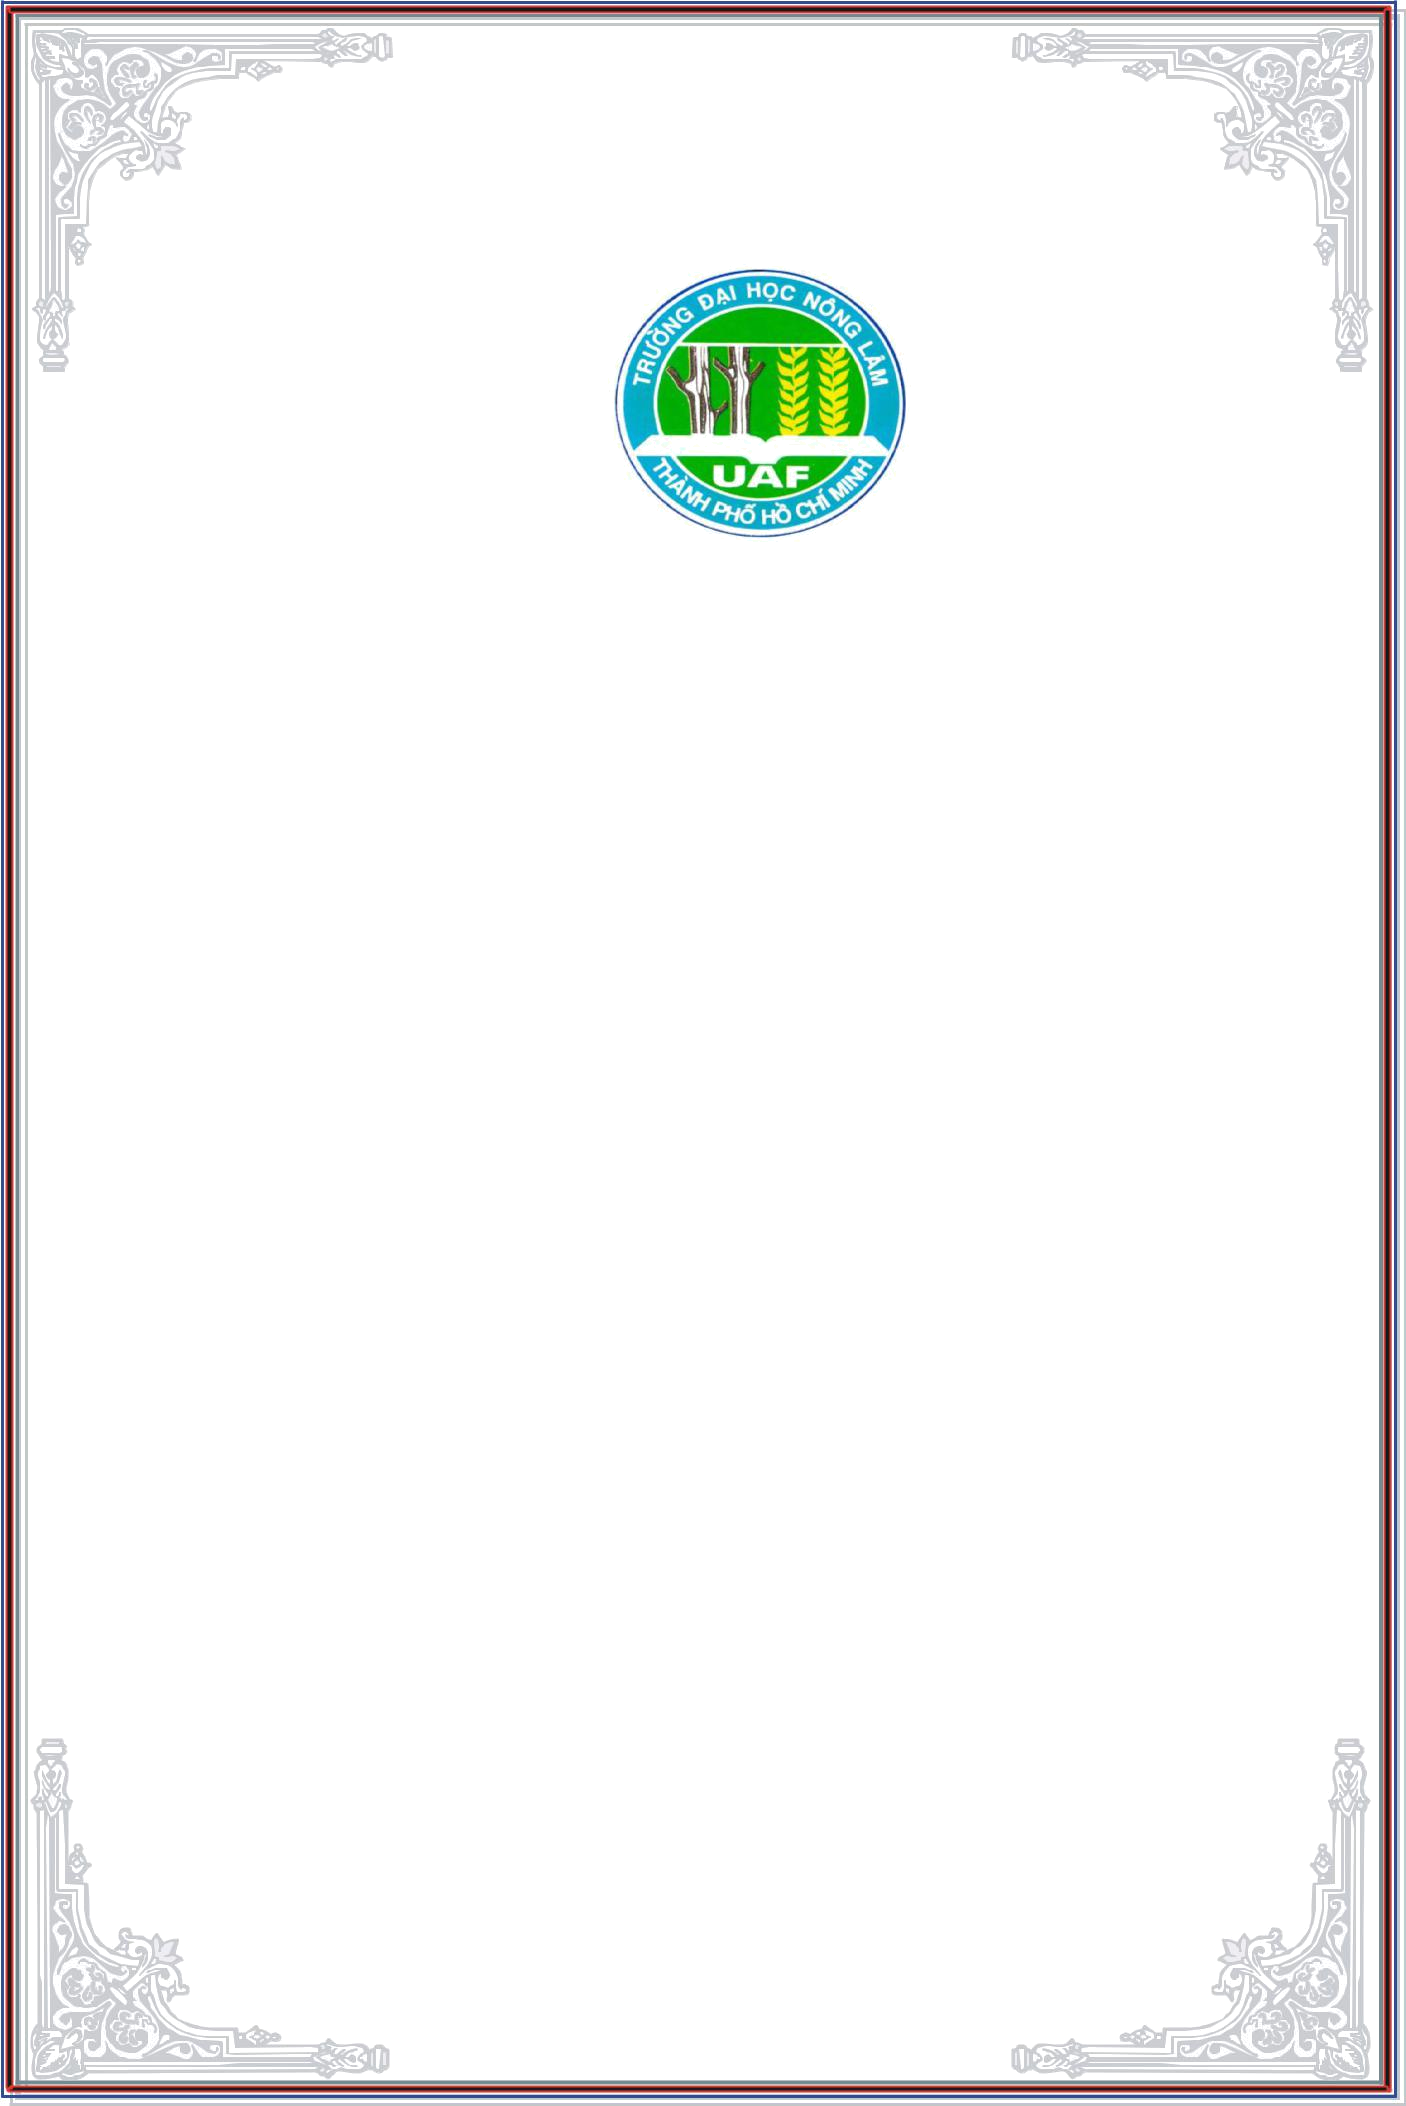 TRƯỜNG ĐẠI HỌC NÔNG LÂM
UAF
THÀNH PHỐ HỒ CHÍ MINH